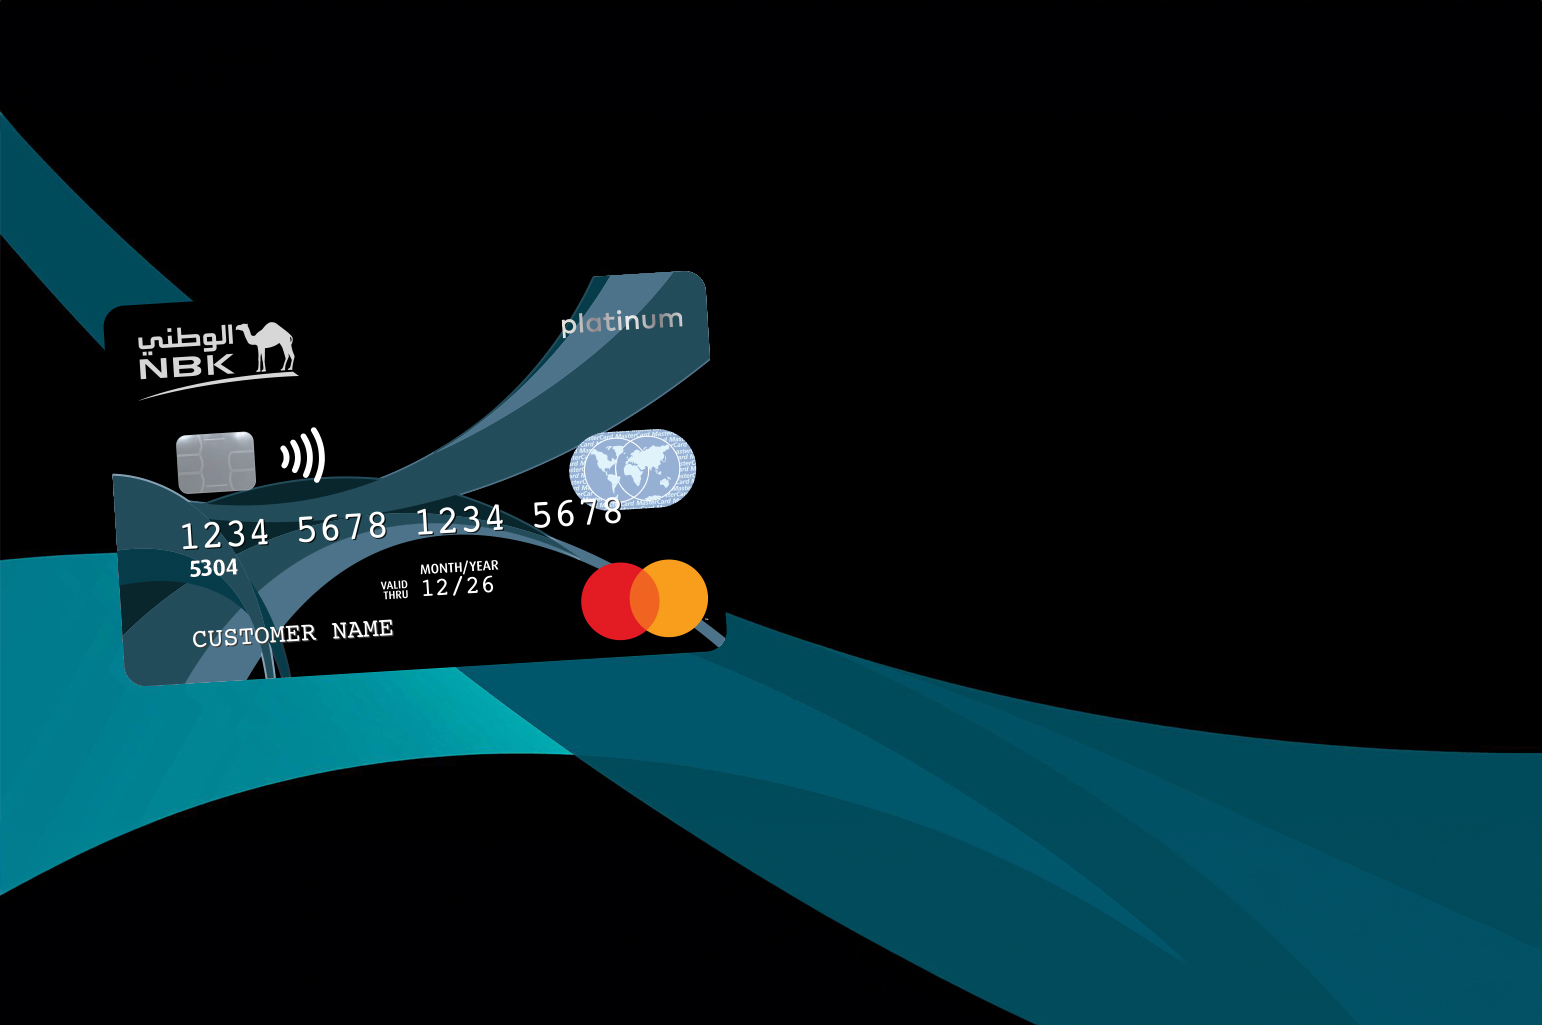 الوطني
NBK
platinum
1234 5678 1234 5678
5304
MONTH/YEAR
VALID THRU 12/26
CUSTOMER NAME